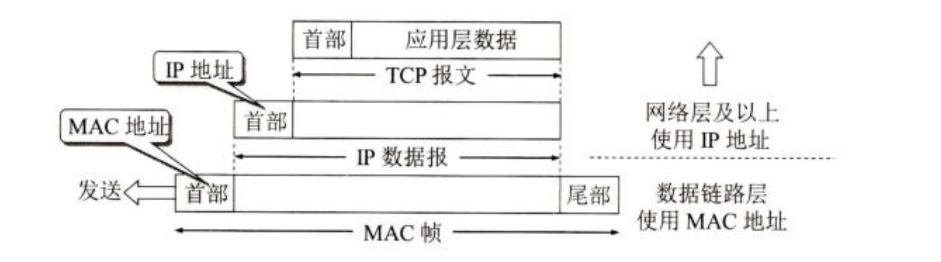 首部
应用层数据
IP 地址
TCP 报文
首部
网络层及以上
使用 IP 地址
MAC 地址
IP 数据报
发送
首部
尾部
数据链路层
使用 MAC 地址
MAC 帧